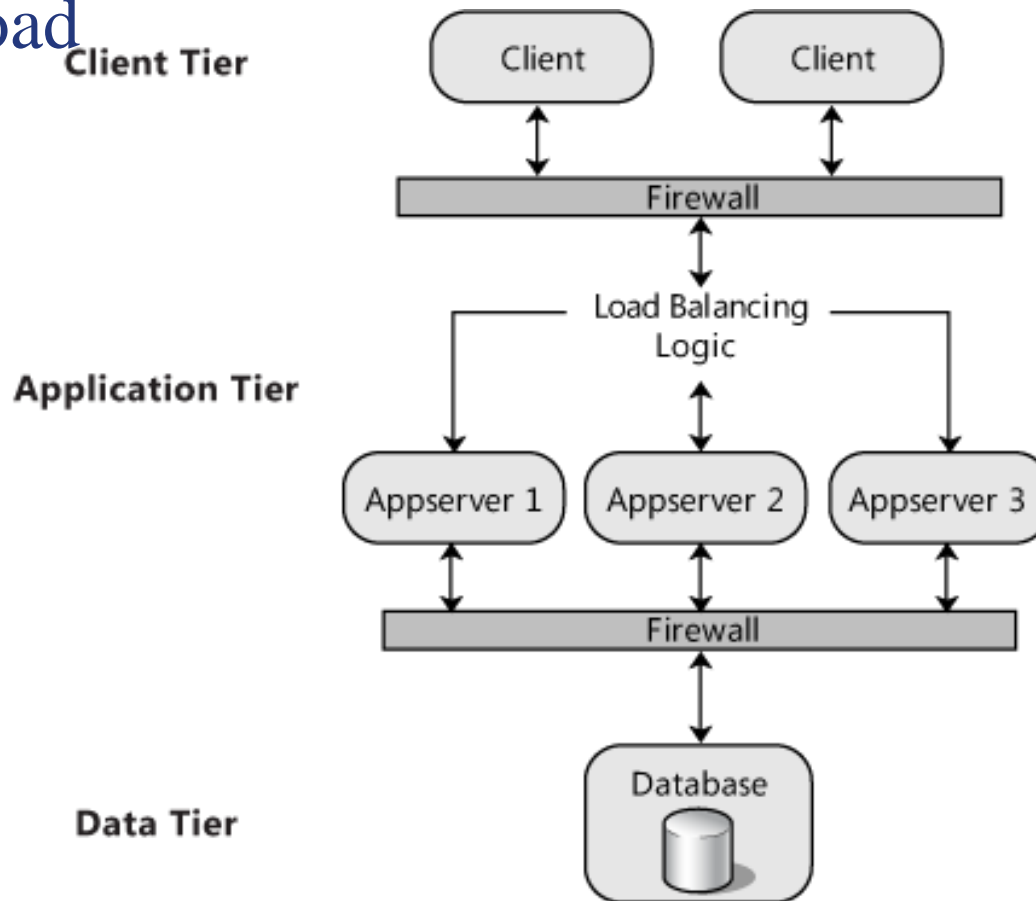 oad
Client Tier
Client
Client
Firewall
Load Balancing
Logic
Application Tier
Appserver 1
Appserver 2
Appserver 3
Firewall
Database
Data Tier